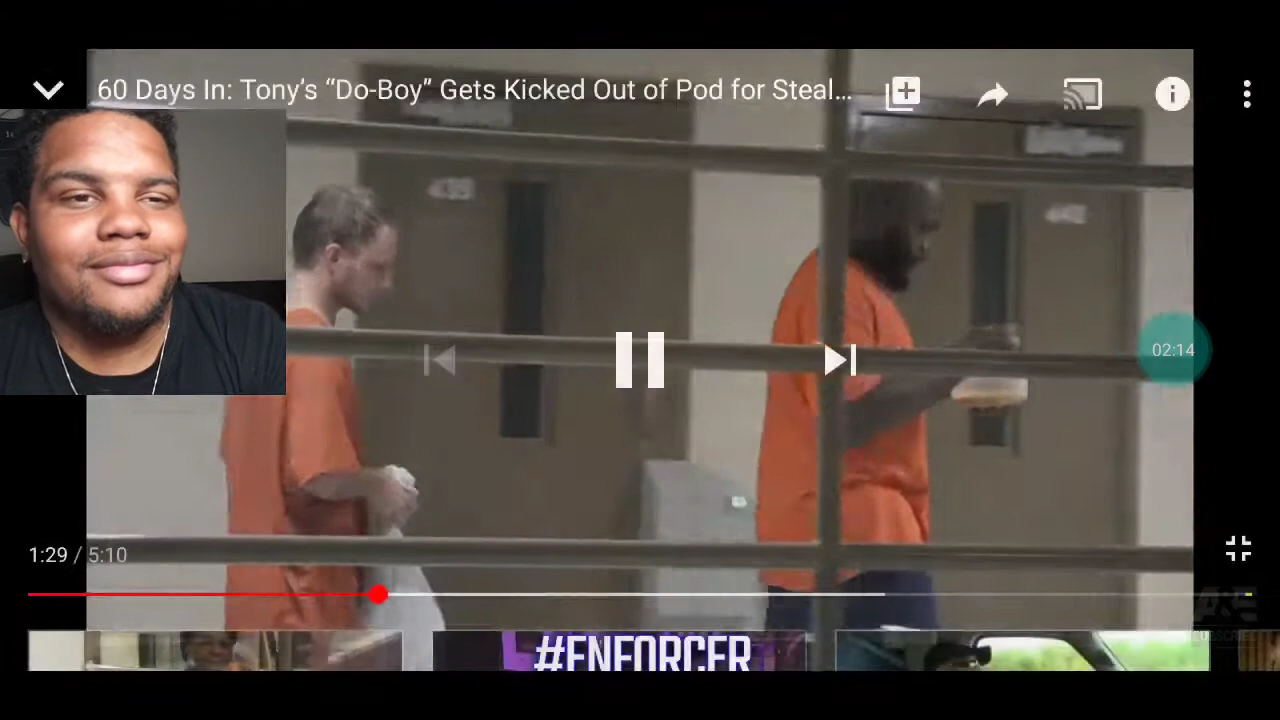 60 Days In: Tony’s “Do-Boy” Gets Kicked Out of Pod for Steal...
02:14
1:29 / 5:10
A&E
#ENFORCER